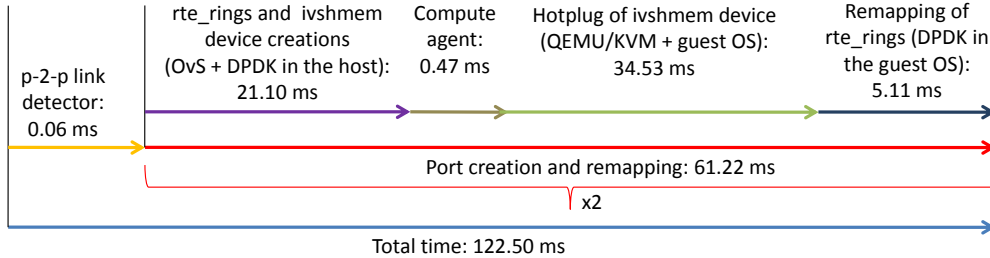 p-2-p link
detector:
0.06 ms
rte_rings and ivshmem
device creations
(OvS + DPDK in the host):
21.10 ms
Compute
agent:
0.47 ms
Hotplug of ivshmem device
(QEMU/KVM + guest OS):
34.53 ms
Remapping of
rte_rings (DPDK in
the guest OS):
5.11 ms
Port creation and remapping: 61.22 ms
x2
Total time: 122.50 ms